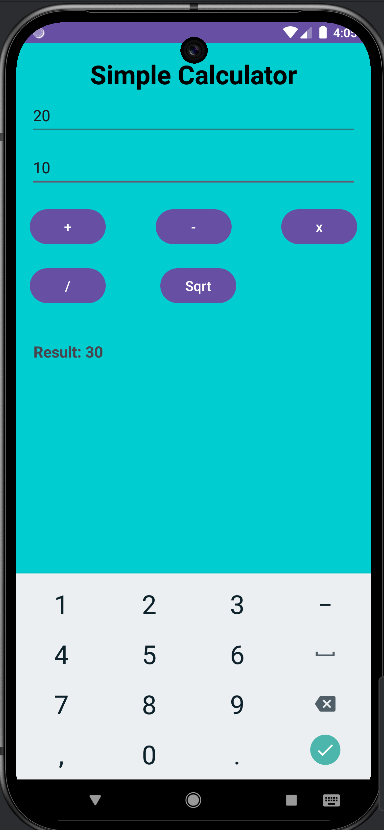 4:05
Simple Calculator
20
10
+ - x
/ Sqrt
Result: 30
1 2 3 −
4 5 6
7 8 9
, 0 .